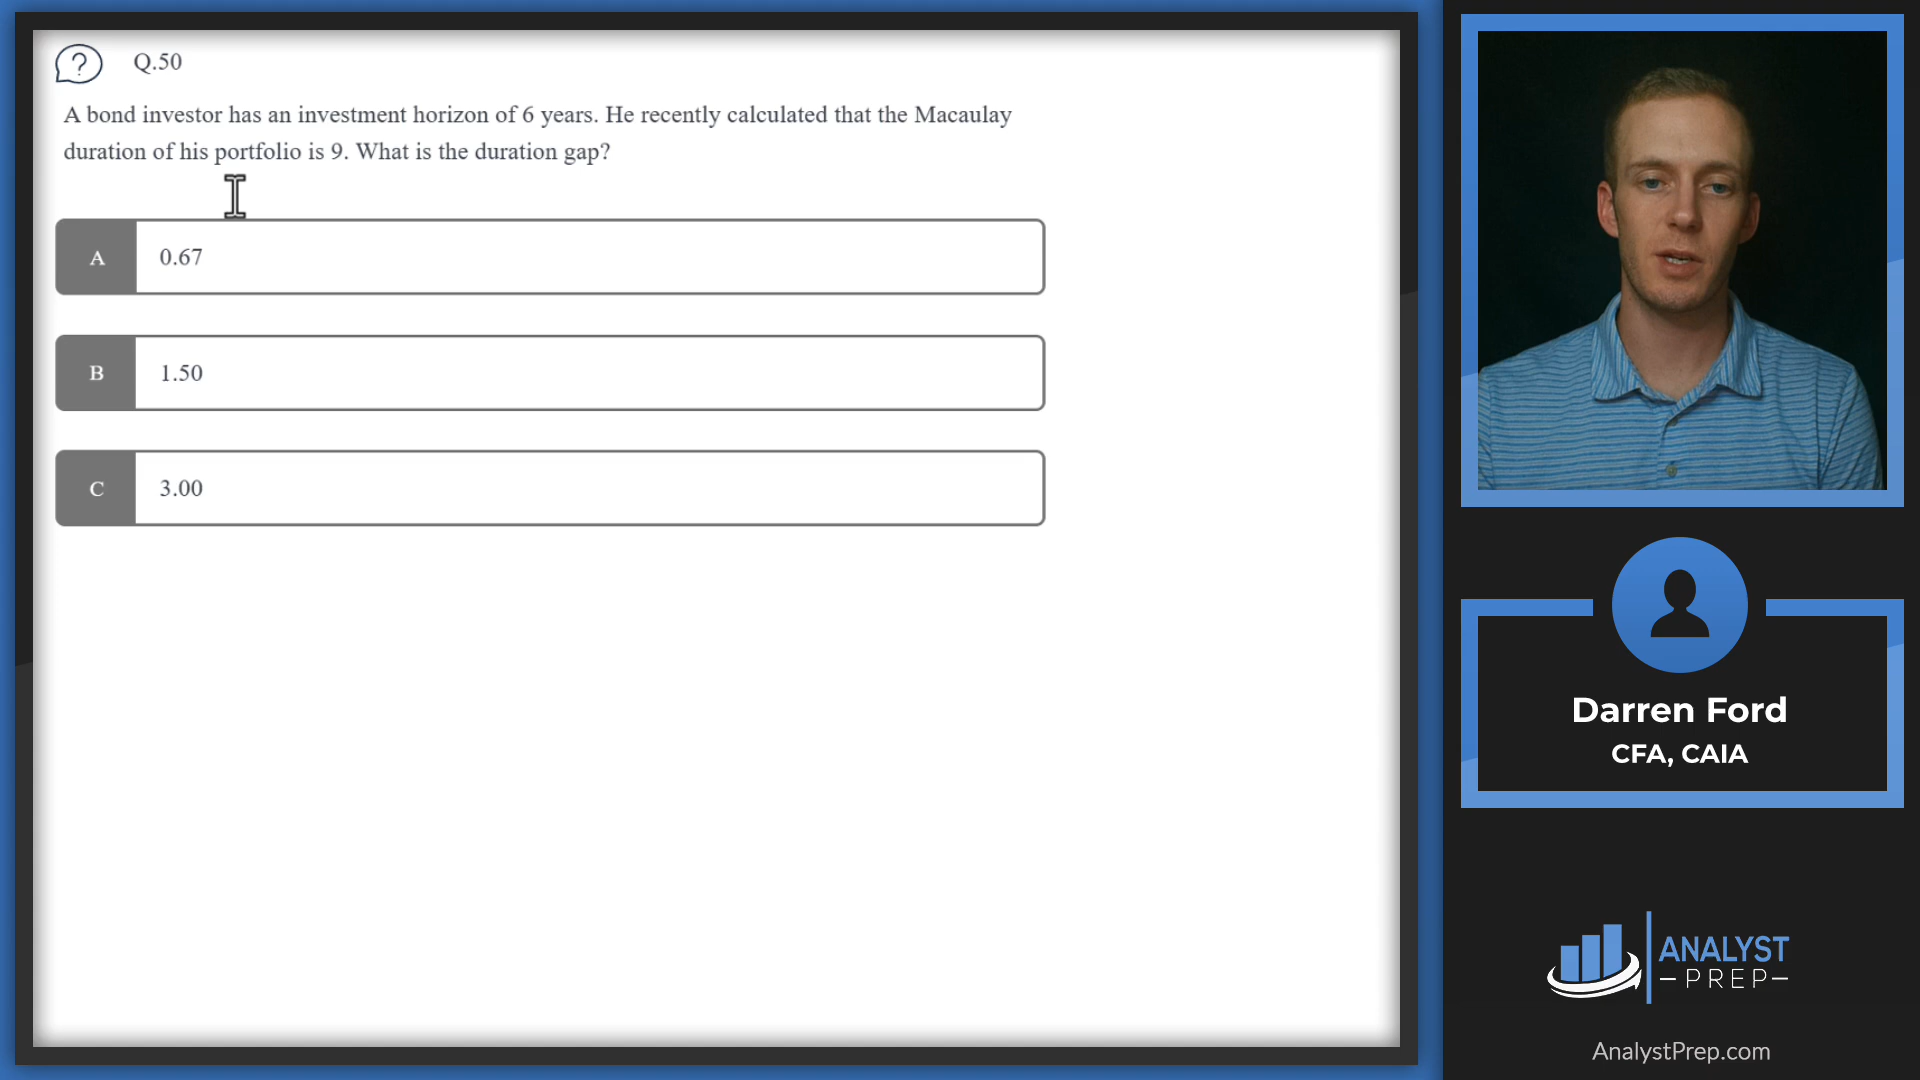 ?
Q.50
A bond investor has an investment horizon of 6 years. He recently calculated that the Macaulay
duration of his portfolio is 9. What is the duration gap?
A
0.67
B
1.50
C
3.00
Darren Ford
CFA, CAIA
ANALYST
PREP
AnalystPrep.com